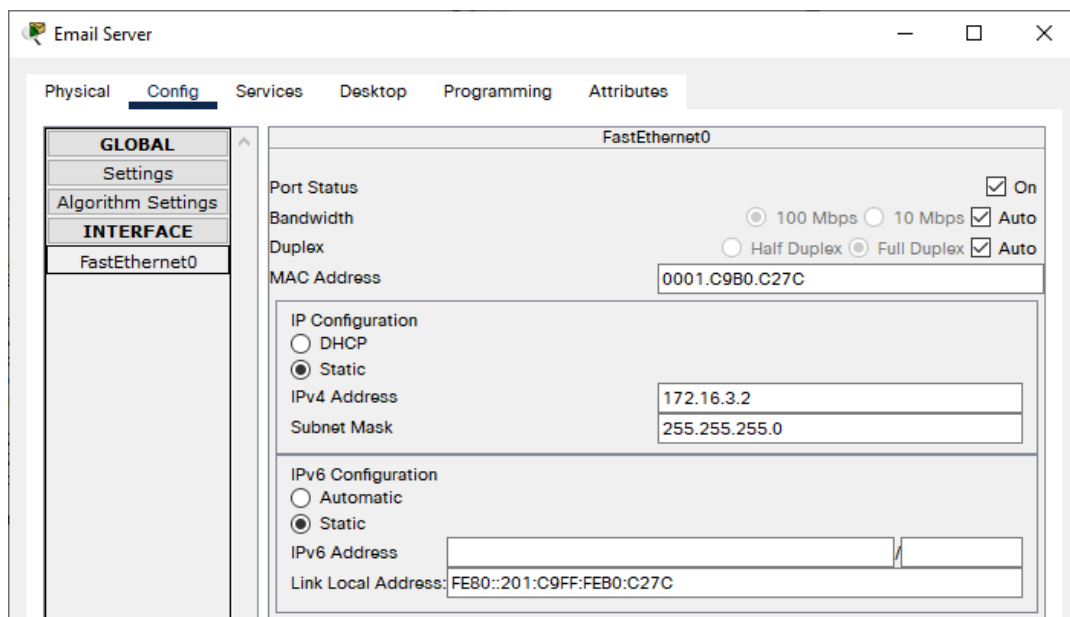 Email Server
Physical Config Services Desktop Programming Attributes
GLOBAL
Settings
Algorithm Settings
INTERFACE
FastEthernet0
FastEthernet0
Port Status On
Bandwidth 100 Mbps 10 Mbps Auto
Duplex Half Duplex Full Duplex Auto
MAC Address 0001.C9B0.C27C
IP Configuration
DHCP
Static
IPv4 Address 172.16.3.2
Subnet Mask 255.255.255.0
IPv6 Configuration
Automatic
Static
IPv6 Address /
Link Local Address: FE80::201:C9FF:FEB0:C27C